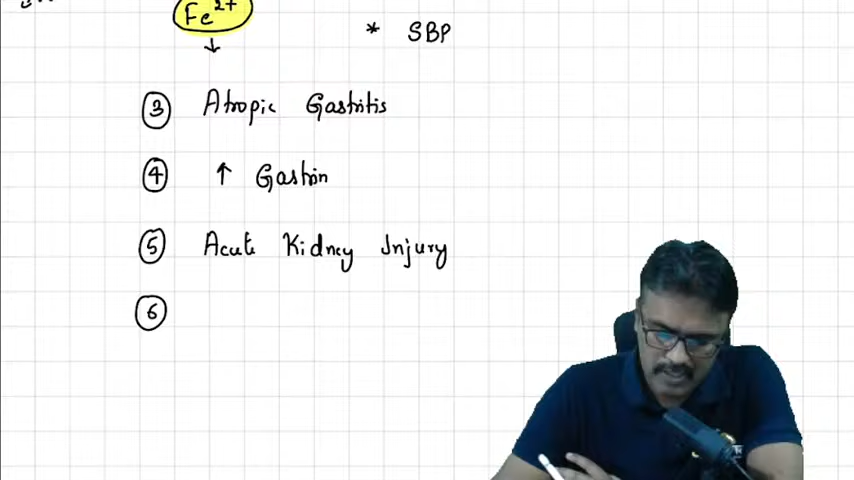 Fe2+
↓
* SBP
③ Atropic Gastritis
④ ↑ Gastrin
⑤ Acute Kidney Injury
⑥